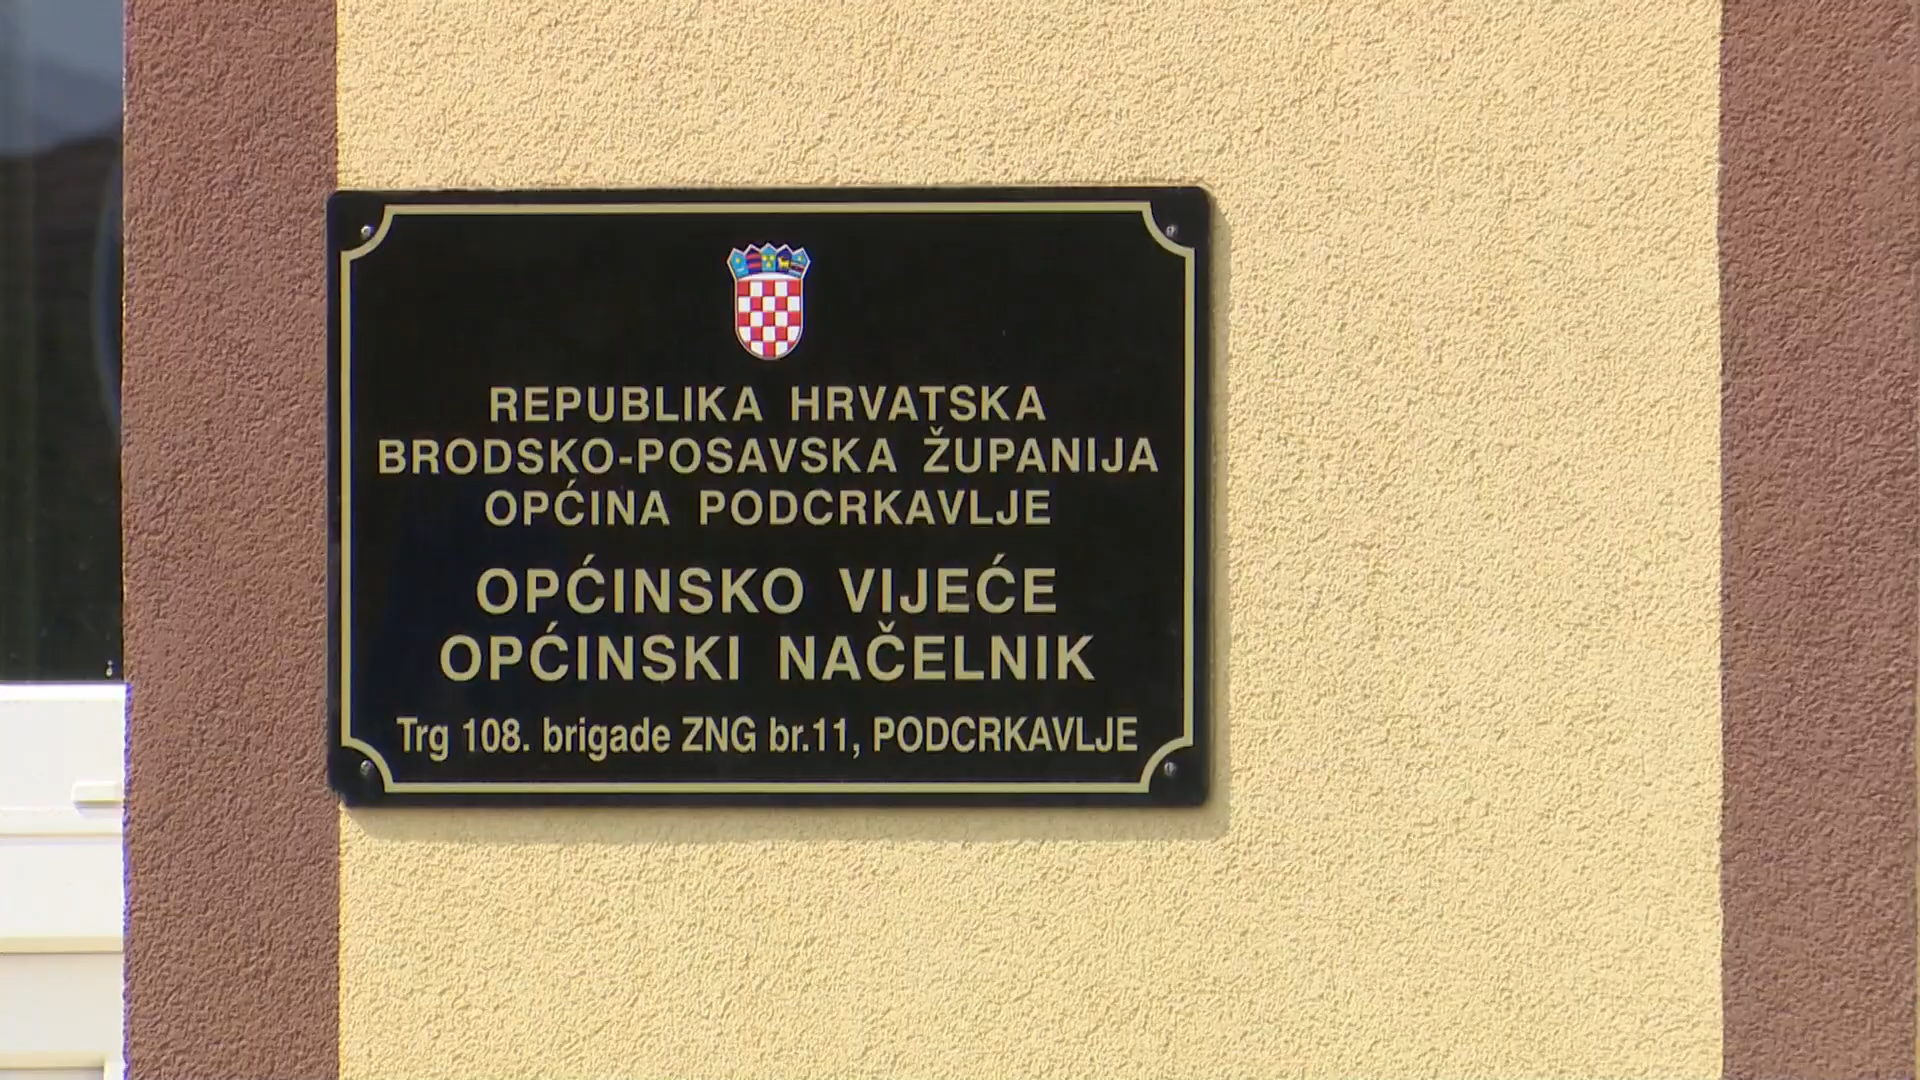 REPUBLIKA HRVATSKA
BRODSKO-POSAVSKA ŽUPANIJA
OPĆINA PODCRKAVLJE
OPĆINSKO VIJEĆE
OPĆINSKI NAČELNIK
Trg 108. brigade ZNG br.11, PODCRKAVLJE